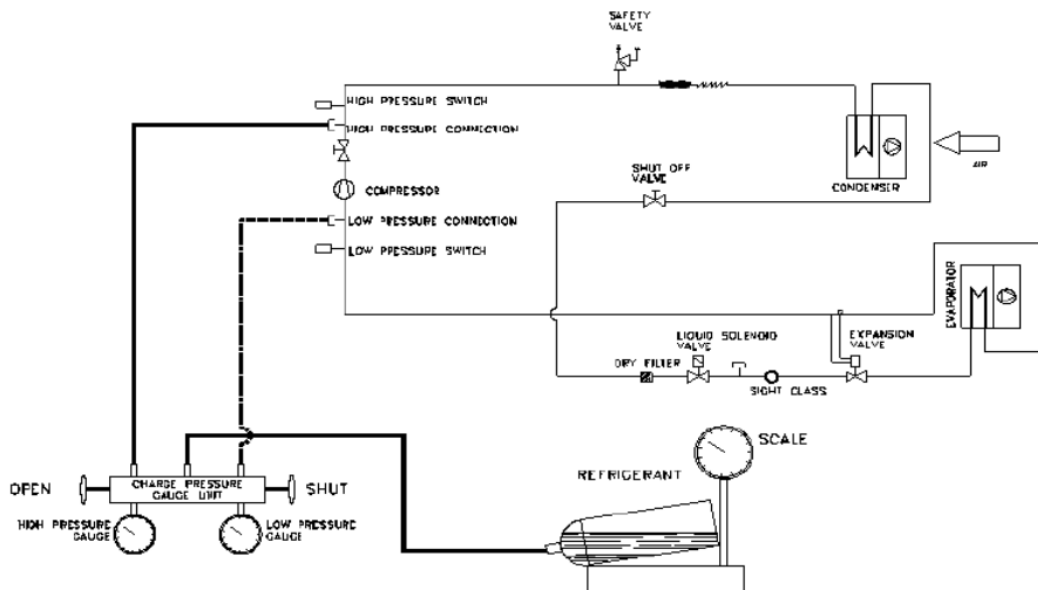 SAFETY
VALVE
HIGH PRESSURE SWITCH
HIGH PRESSURE CONNECTION
COMPRESSOR
LOW PRESSURE CONNECTION
LOW PRESSURE SWITCH
SHUT OFF
VALVE
CONDENSER
AIR
EVAPORATOR
LIQUID SOLENOID
VALVE
EXPANSION
VALVE
DRY FILTER
SIGHT GLASS
SCALE
REFRIGERANT
OPEN
CHARGE PRESSURE
GAUGE UNIT
SHUT
HIGH PRESSURE
GAUGE
LOW PRESSURE
GAUGE